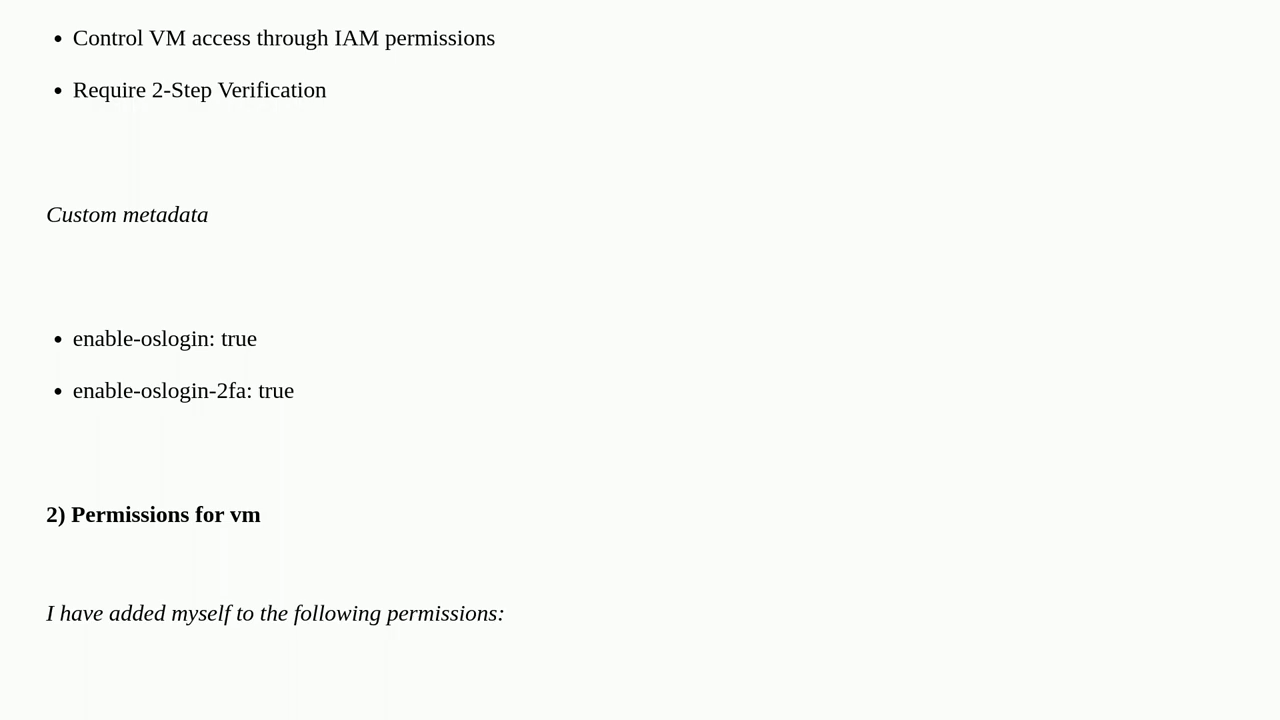 • Control VM access through IAM permissions
• Require 2-Step Verification
Custom metadata
• enable-oslogin: true
• enable-oslogin-2fa: true
2) Permissions for vm
I have added myself to the following permissions: